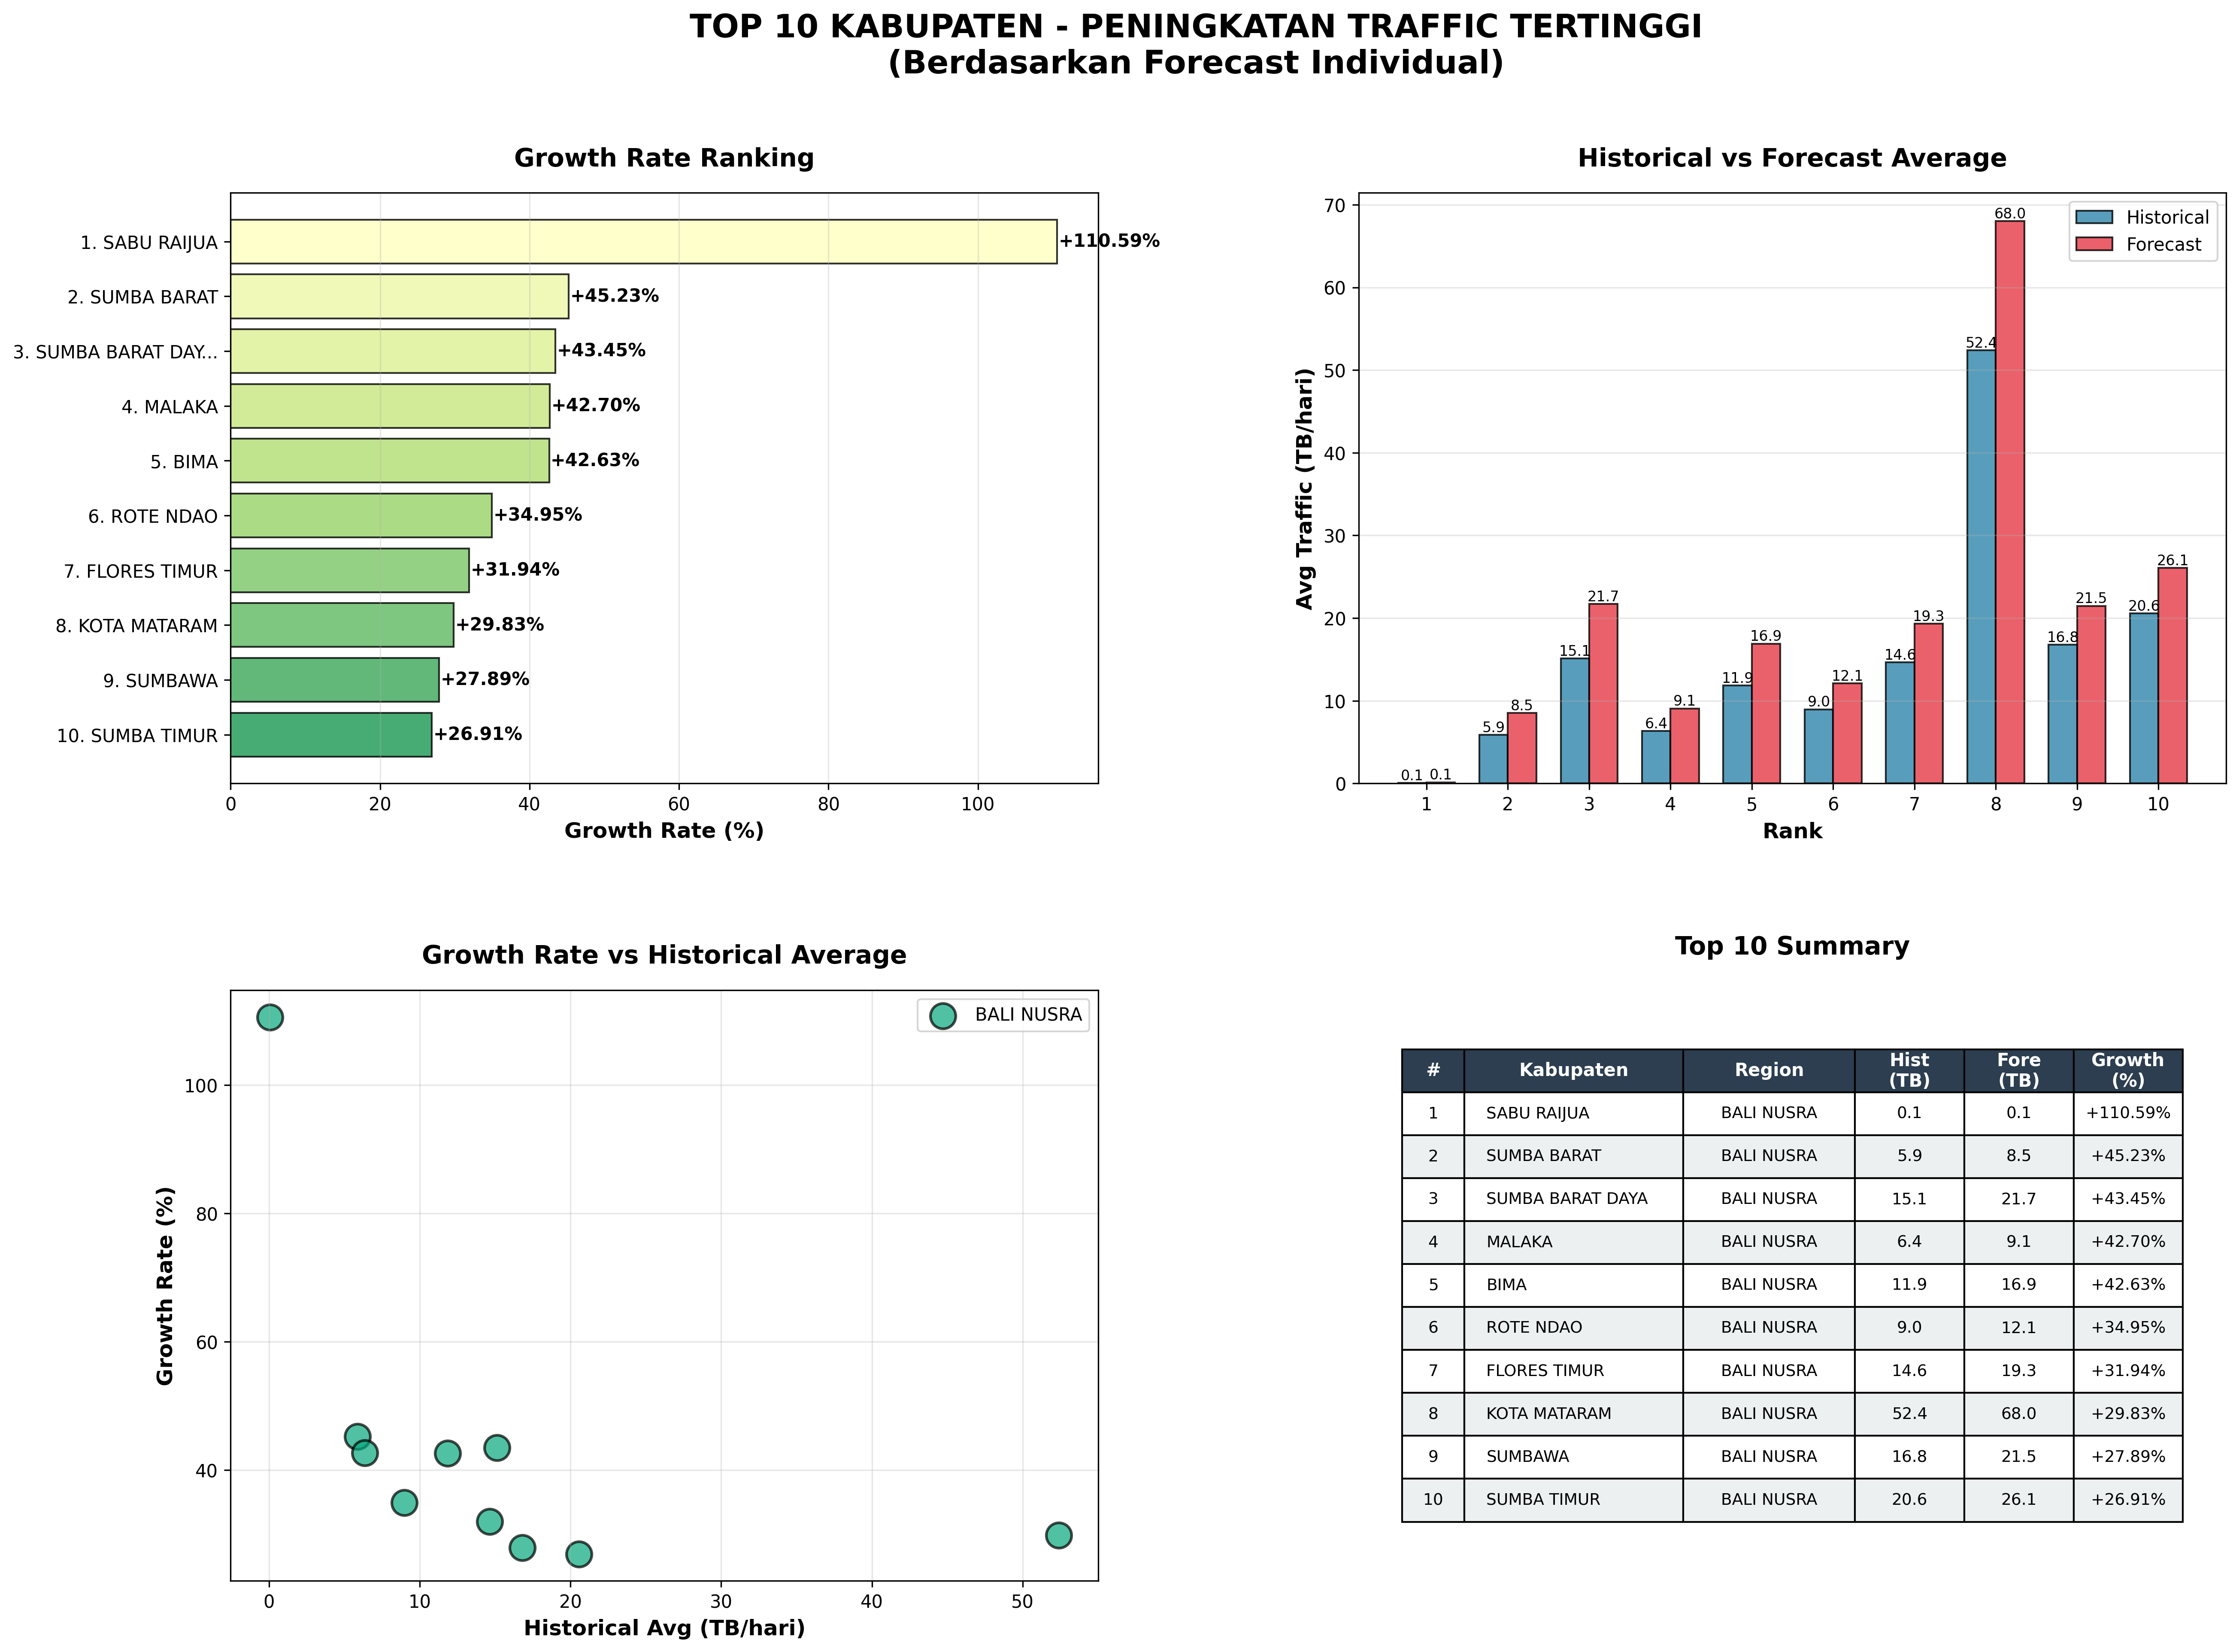 TOP 10 KABUPATEN - PENINGKATAN TRAFFIC TERTINGGI
(Berdasarkan Forecast Individual)
Growth Rate Ranking
1. SABU RAIJUA
+110.59%
2. SUMBA BARAT
+45.23%
3. SUMBA BARAT DAY...
+43.45%
4. MALAKA
+42.70%
5. BIMA
+42.63%
6. ROTE NDAO
+34.95%
7. FLORES TIMUR
+31.94%
8. KOTA MATARAM
+29.83%
9. SUMBAWA
+27.89%
10. SUMBA TIMUR
+26.91%
0 20 40 60 80 100
Growth Rate (%)
Historical vs Forecast Average
Historical
Forecast
Avg Traffic (TB/hari)
70
60
50
40
30
20
10
0
0.1 0.1
5.9 8.5
15.1 21.7
6.4 9.1
11.9 16.9
9.0 12.1
14.6 19.3
52.4 68.0
16.8 21.5
20.6 26.1
1 2 3 4 5 6 7 8 9 10
Rank
Growth Rate vs Historical Average
BALI NUSRA
Growth Rate (%)
100
80
60
40
0 10 20 30 40 50
Historical Avg (TB/hari)
Top 10 Summary
# Kabupaten Region Hist (TB) Fore (TB) Growth (%)
1 SABU RAIJUA BALI NUSRA 0.1 0.1 +110.59%
2 SUMBA BARAT BALI NUSRA 5.9 8.5 +45.23%
3 SUMBA BARAT DAYA BALI NUSRA 15.1 21.7 +43.45%
4 MALAKA BALI NUSRA 6.4 9.1 +42.70%
5 BIMA BALI NUSRA 11.9 16.9 +42.63%
6 ROTE NDAO BALI NUSRA 9.0 12.1 +34.95%
7 FLORES TIMUR BALI NUSRA 14.6 19.3 +31.94%
8 KOTA MATARAM BALI NUSRA 52.4 68.0 +29.83%
9 SUMBAWA BALI NUSRA 16.8 21.5 +27.89%
10 SUMBA TIMUR BALI NUSRA 20.6 26.1 +26.91%